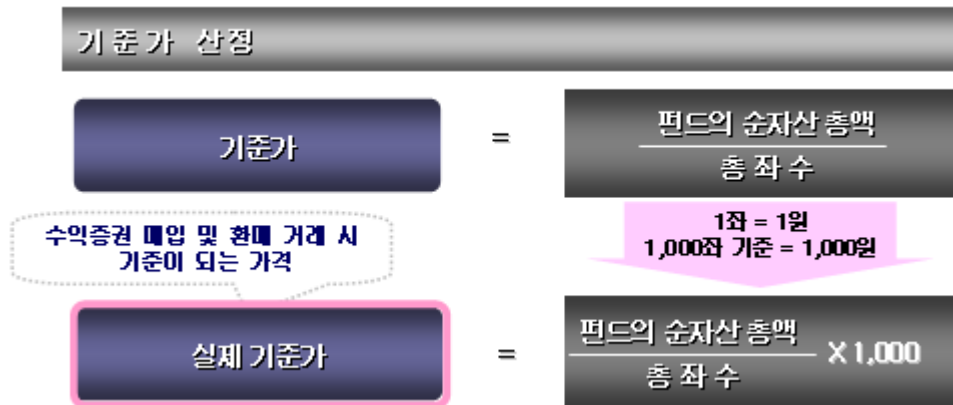 기준가 산정
기준가
=
펀드의 순자산 총액
총 좌 수
수익증권 매입 및 환매 거래 시
기준이 되는 가격
1좌 = 1원
1,000좌 기준 = 1,000원
실제 기준가
=
펀드의 순자산 총액
총 좌 수
X 1,000